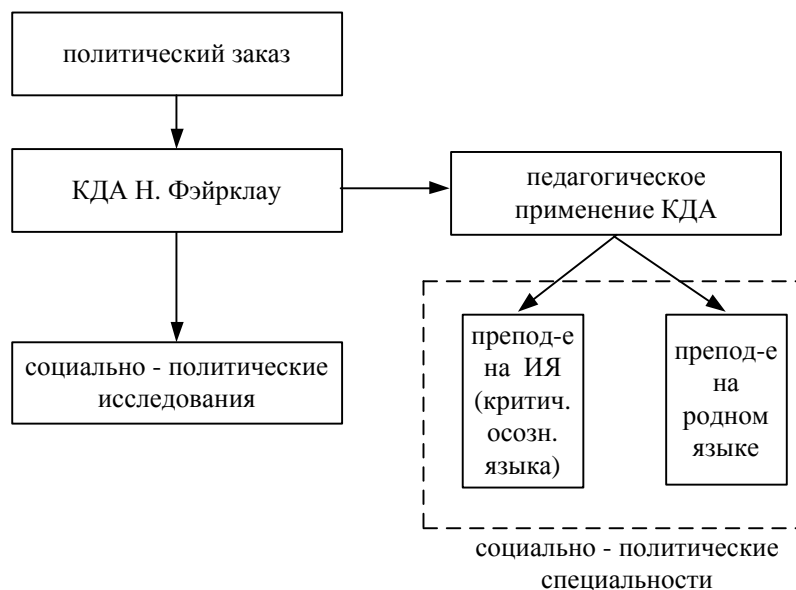 политический заказ
КДА Н. Фэйрклау
педагогическое
применение КДА
социально - политические
исследования
препод-е
на ИЯ
(критич.
осозн.
языка)
препод-е
на
родном
языке
социально - политические
специальности